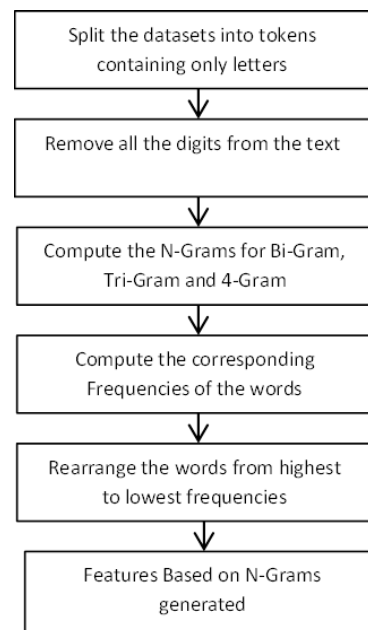 Split the datasets into tokens
containing only letters
Remove all the digits from the text
Compute the N-Grams for Bi-Gram,
Tri-Gram and 4-Gram
Compute the corresponding
Frequencies of the words
Rearrange the words from highest
to lowest frequencies
Features Based on N-Grams
generated